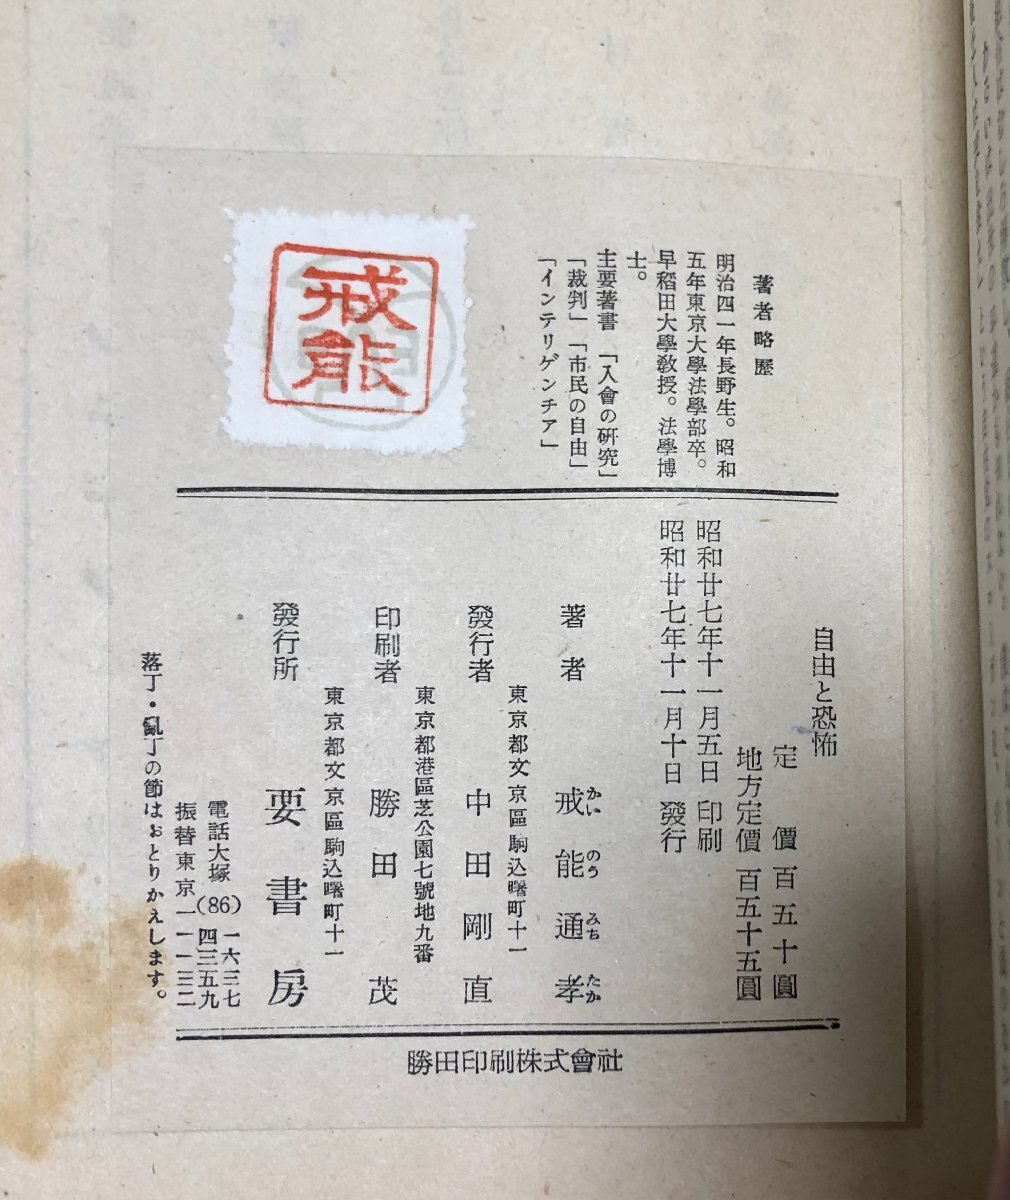 戒能
著者略歴
明治四一年長野生。昭和
五年東京大學法學部卒。
早稻田大學敎授。法學博
士。
主要著書 「入會の硏究」
「裁判」「市民の自由」
「インテリゲンチア」
自由と恐怖
定 價 百五十圓
地方定價 百五十五圓
昭和廿七年十一月五日 印刷
昭和廿七年十一月十日 發行
著者 戒能通孝
かいのうみちたか
東京都文京區駒込曙町十一
發行者 中田剛直
東京都港區芝公園七號地九番
印刷者 勝田茂
東京都文京區駒込曙町十一
發行所 要書房
電話大塚(86)一六三七
四三五九
振替東京一一一三二
落丁・亂丁の節はおとりかえします。
勝田印刷株式會社